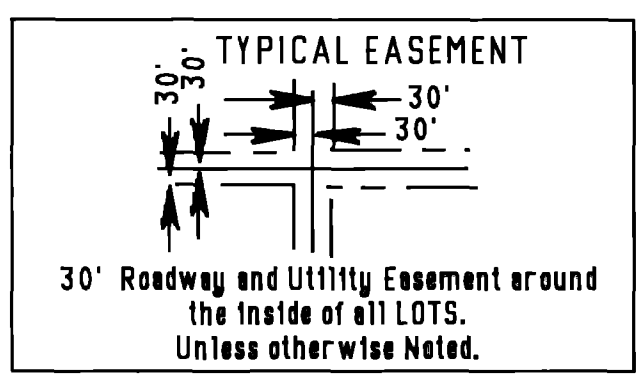 TYPICAL EASEMENT
30'
30'
30'
30'
30' Roadway and Utility Easement around
the inside of all LOTS.
Unless otherwise Noted.